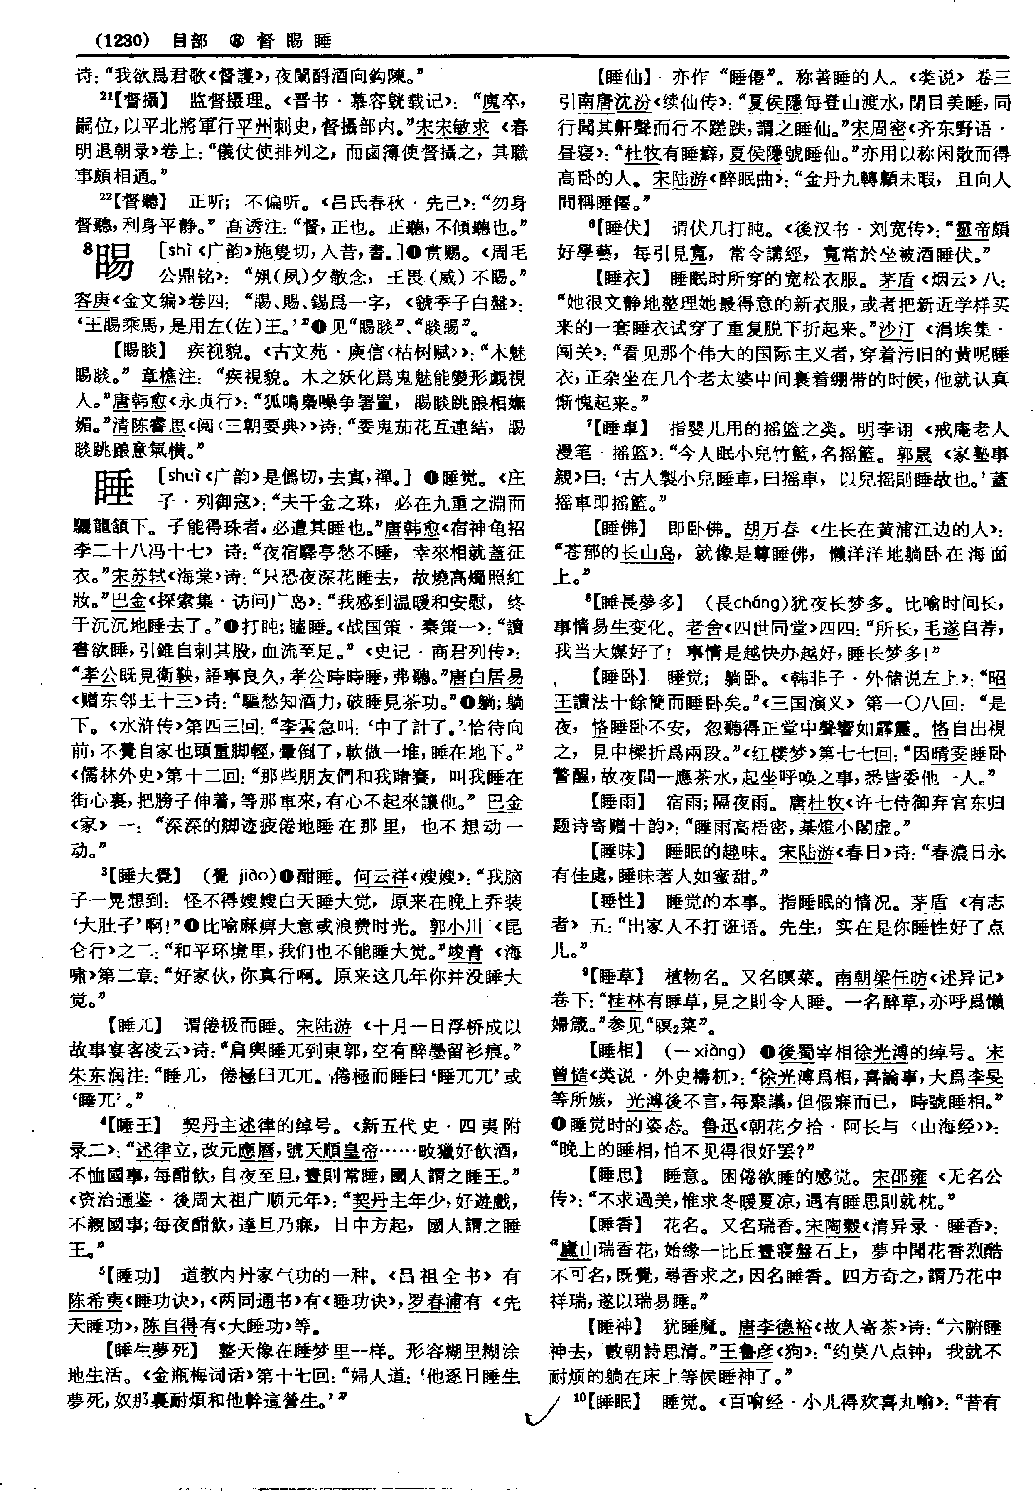 (1230) 目部 ⑧ 督 睗 睡
诗：“我欲爲君歌《督護》，夜闌酹酒向鈎陳。”
²¹【督攝】 监督摄理。《晋书·慕容皝载记》：“廆卒，
嗣位，以平北將軍行平州刺史，督攝部内。”宋宋敏求《春
明退朝录》卷上：“儀仗使排列之，而鹵簿使督攝之，其職
事頗相通。”
²²【督聽】 正听；不偏听。《吕氏春秋·先己》：“勿身
督聽，利身平静。”高诱注：“督，正也。正聽，不傾聽也。”
⁸睗 [shì《广韵》施隻切，入昔，書。]❶赏赐。《周毛
公鼎铭》：“夙(夙)夕敬念，王畏(威)不睗。”
容庚《金文编》卷四：“睗、賜、錫爲一字，《虢季子白盤》：
‘王睗乘馬，是用左(佐)王。’”❷见“睗睒”、“睒睗”。
【睗睒】 疾视貌。《古文苑·庾信〈枯树赋〉》：“木魅
睗睒。”章樵注：“疾視貌。木之妖化爲鬼魅能變形覷視
人。”唐韩愈《永贞行》：“狐鳴梟噪争署置，睗睒跳踉相嫵
媚。”清陈睿思《阅〈三朝要典〉》诗：“委鬼茄花互連結，睗
睒跳踉意氣横。”
睡 [shuì《广韵》是僞切，去寘，禪。] ❶睡觉。《庄
子·列御寇》：“夫千金之珠，必在九重之淵而
驪龍頷下。子能得珠者，必遭其睡也。”唐韩愈《宿神龟招
李二十八冯十七》诗：“夜宿驛亭愁不睡，幸來相就蓋征
衣。”宋苏轼《海棠》诗：“只恐夜深花睡去，故燒高燭照紅
妝。”巴金《探索集·访问广岛》：“我感到温暖和安慰，终
于沉沉地睡去了。”❷打盹；瞌睡。《战国策·秦策一》：“讀
書欲睡，引錐自刺其股，血流至足。”《史记·商君列传》：
“孝公既見衛鞅，語事良久，孝公時時睡，弗聽。”唐白居易
《赠东邻王十三》诗：“驅愁知酒力，破睡見茶功。”❸躺；躺
下。《水浒传》第四三回：“李雲急叫：‘中了計了。’恰待向
前，不覺自家也頭重脚輕，暈倒了，軟做一堆，睡在地下。”
《儒林外史》第十二回：“那些朋友們和我賭賽，叫我睡在
街心裏，把膀子伸着，等那車來，有心不起來讓他。”巴金
《家》一：“深深的脚迹疲倦地睡在那里，也不想动一
动。”
³【睡大覺】 (覺 jiào)❶酣睡。何云祥《嫂嫂》：“我脑
子一晃想到：怪不得嫂嫂白天睡大觉，原来在晚上乔装
‘大肚子’啊！”❷比喻麻痹大意或浪费时光。郭小川《昆
仑行》之二：“和平环境里，我们也不能睡大觉。”峻青《海
啸》第二章：“好家伙，你真行啊。原来这几年你并没睡大
觉。”
【睡兀】 谓倦极而睡。宋陆游《十月一日浮桥成以
故事宴客凌云》诗：“肩輿睡兀到東郭，空有醉墨留衫痕。”
朱东润注：“睡兀，倦極曰兀兀。倦極而睡曰‘睡兀兀’或
‘睡兀’。”
⁴【睡王】 契丹主述律的绰号。《新五代史·四夷附
录二》：“述律立，改元應曆，號天順皇帝……畋獵好飲酒，
不恤國事，每酣飲，自夜至旦，晝則常睡，國人謂之睡王。”
《资治通鉴·後周太祖广顺元年》：“契丹主年少，好遊戲，
不親國事；每夜酣飲，達旦乃寐，日中方起，國人謂之睡
王。”
⁵【睡功】 道教内丹家气功的一种。《吕祖全书》有
陈希夷《睡功诀》，《两同通书》有《睡功诀》，罗春浦有《先
天睡功》，陈自得有《大睡功》等。
【睡生夢死】 整天像在睡梦里一样。形容糊里糊涂
地生活。《金瓶梅词话》第十七回：“婦人道：‘他逐日睡生
夢死，奴那裏耐煩和他幹這營生。’”
【睡仙】 亦作“睡僊”。称善睡的人。《类说》卷三
引南唐沈汾《续仙传》：“夏侯隱每登山渡水，閉目美睡，同
行聞其鼾聲而行不蹉跌，謂之睡仙。”宋周密《齐东野语·
昼寝》：“杜牧有睡癖，夏侯隱號睡仙。”亦用以称闲散而得
高卧的人。宋陆游《醉眠曲》：“金丹九轉顧未暇，且向人
間稱睡僊。”
⁶【睡伏】 谓伏几打盹。《後汉书·刘宽传》：“靈帝頗
好學藝，每引見寬，常令講經，寬常於坐被酒睡伏。”
【睡衣】 睡眠时所穿的宽松衣服。茅盾《烟云》八：
“她很文静地整理她最得意的新衣服，或者把新近学样买
来的一套睡衣试穿了重复脱下折起来。”沙汀《涓埃集·
闯关》：“看见那个伟大的国际主义者，穿着污旧的黄呢睡
衣，正杂坐在几个老太婆中间裹着绷带的时候，他就认真
惭愧起来。”
⁷【睡車】 指婴儿用的摇篮之类。明李诩《戒庵老人
漫笔·摇篮》：“今人眠小兒竹籃，名摇籃。郭晟《家塾事
親》曰：‘古人製小兒睡車，曰摇車，以兒摇則睡故也。’蓋
摇車即摇籃。”
【睡佛】 即卧佛。胡万春《生长在黄浦江边的人》：
“苍郁的长山岛，就像是尊睡佛，懒洋洋地躺卧在海面
上。”
⁸【睡長夢多】 (長cháng)犹夜长梦多。比喻时间长，
事情易生变化。老舍《四世同堂》四四：“所长，毛遂自荐，
我当大媒好了！事情是越快办越好，睡长梦多！”
【睡卧】 睡觉；躺卧。《韩非子·外储说左上》：“昭
王讀法十餘簡而睡卧矣。”《三国演义》第一〇八回：“是
夜，恪睡卧不安，忽聽得正堂中聲響如霹靂。恪自出視
之，見中樑折爲兩段。”《红楼梦》第七十七回：“因晴雯睡卧
警醒，故夜間一應茶水，起坐呼唤之事，悉皆委他一人。”
【睡雨】 宿雨；隔夜雨。唐杜牧《许七侍御弃官东归
题诗寄赠十韵》：“睡雨高梧密，棊燈小閣虚。”
【睡味】 睡眠的趣味。宋陆游《春日》诗：“春濃日永
有佳處，睡味著人如蜜甜。”
【睡性】 睡觉的本事。指睡眠的情况。茅盾《有志
者》五：“出家人不打诳语。先生，实在是你睡性好了点
儿。”
⁹【睡草】 植物名。又名瞑菜。南朝梁任昉《述异记》
卷下：“桂林有睡草，見之則令人睡。一名醉草，亦呼爲懶
婦箴。”参见“瞑₂菜”。
【睡相】 (—xiàng) ❶後蜀宰相徐光溥的绰号。宋
曾慥《类说·外史檮杌》：“徐光溥爲相，喜論事，大爲李昊
等所嫉，光溥後不言，每聚議，但假寐而已，時號睡相。”
❷睡觉时的姿态。鲁迅《朝花夕拾·阿长与〈山海经〉》：
“晚上的睡相，怕不见得很好罢？”
【睡思】 睡意。困倦欲睡的感觉。宋邵雍《无名公
传》：“不求過美，惟求冬暖夏凉，遇有睡思則就枕。”
【睡香】 花名。又名瑞香。宋陶穀《清异录·睡香》：
“廬山瑞香花，始缘一比丘晝寢盤石上，夢中聞花香烈酷
不可名，既覺，尋香求之，因名睡香。四方奇之，謂乃花中
祥瑞，遂以瑞易睡。”
【睡神】 犹睡魔。唐李德裕《故人寄茶》诗：“六腑睡
神去，數朝詩思清。”王鲁彦《狗》：“约莫八点钟，我就不
耐烦的躺在床上等候睡神了。”
¹⁰【睡眠】 睡觉。《百喻经·小儿得欢喜丸喻》：“昔有